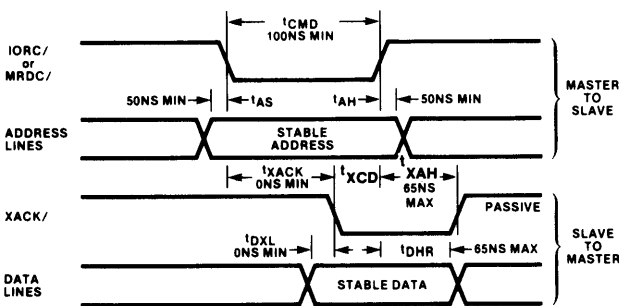 tCMD
100NS MIN
IORC/
or
MRDC/
50NS MIN
tAS
tAH
50NS MIN
MASTER
TO
SLAVE
ADDRESS
LINES
STABLE
ADDRESS
tXACK
0NS MIN
tXCD
t
XAH
65NS
MAX
XACK/
PASSIVE
tDXL
0NS MIN
tDHR
65NS MAX
SLAVE
TO
MASTER
DATA
LINES
STABLE DATA